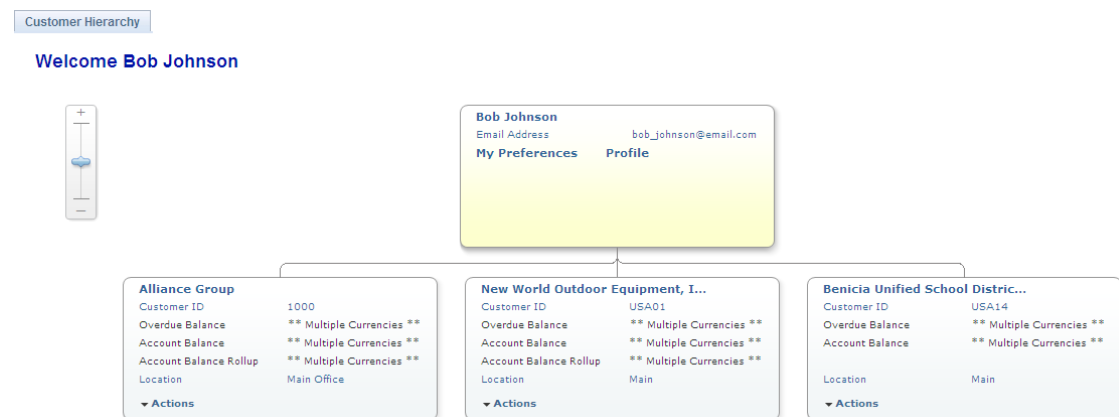 Customer Hierarchy
Welcome Bob Johnson
+
−
Bob Johnson
Email Address bob_johnson@email.com
My Preferences Profile
Alliance Group
Customer ID 1000
Overdue Balance ** Multiple Currencies **
Account Balance ** Multiple Currencies **
Account Balance Rollup ** Multiple Currencies **
Location Main Office
Actions
New World Outdoor Equipment, I...
Customer ID USA01
Overdue Balance ** Multiple Currencies **
Account Balance ** Multiple Currencies **
Account Balance Rollup ** Multiple Currencies **
Location Main
Actions
Benicia Unified School Distric...
Customer ID USA14
Overdue Balance ** Multiple Currencies **
Account Balance ** Multiple Currencies **
Location Main
Actions